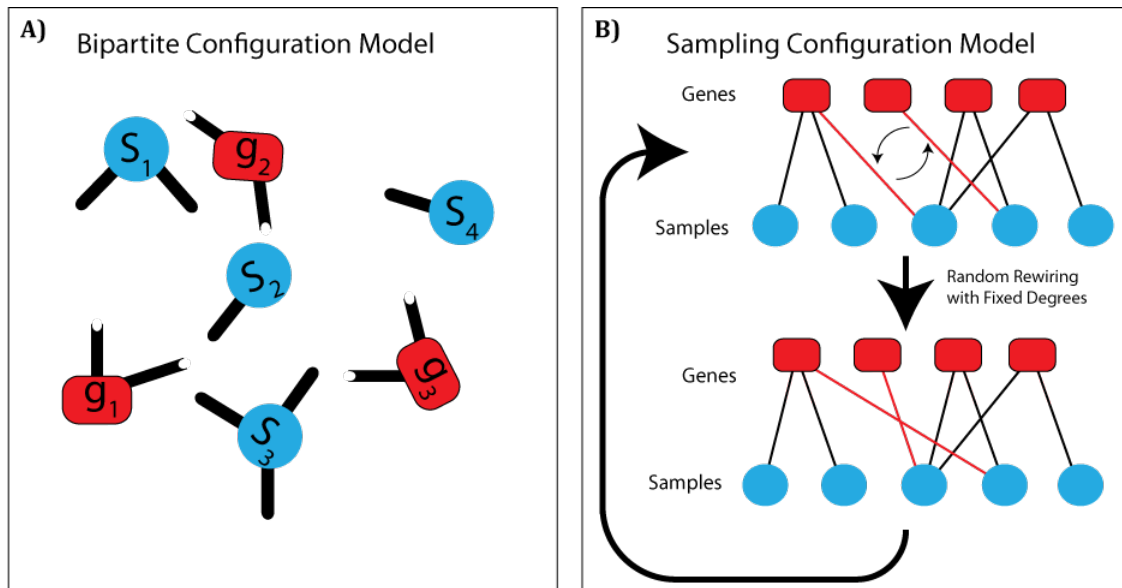 A)
Bipartite Configuration Model
S1
g2
S4
S2
g1
g3
S3
B)
Sampling Configuration Model
Genes
Samples
Random Rewiring
with Fixed Degrees
Genes
Samples